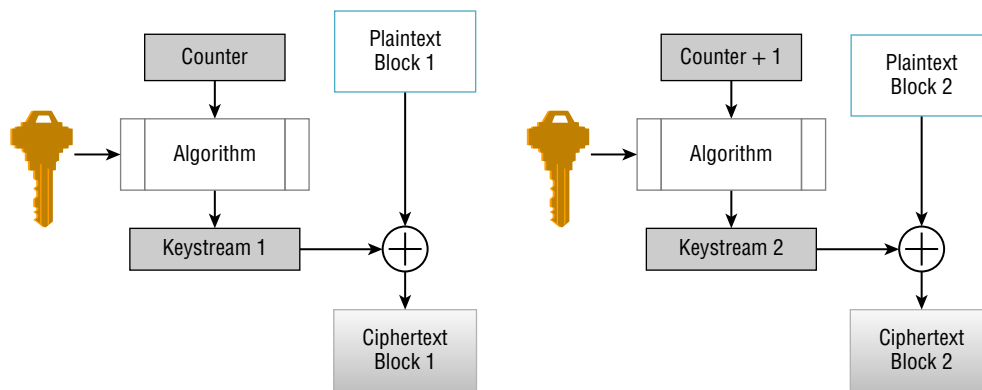 Counter
Plaintext
Block 1
Algorithm
Keystream 1
Ciphertext
Block 1
Counter + 1
Plaintext
Block 2
Algorithm
Keystream 2
Ciphertext
Block 2